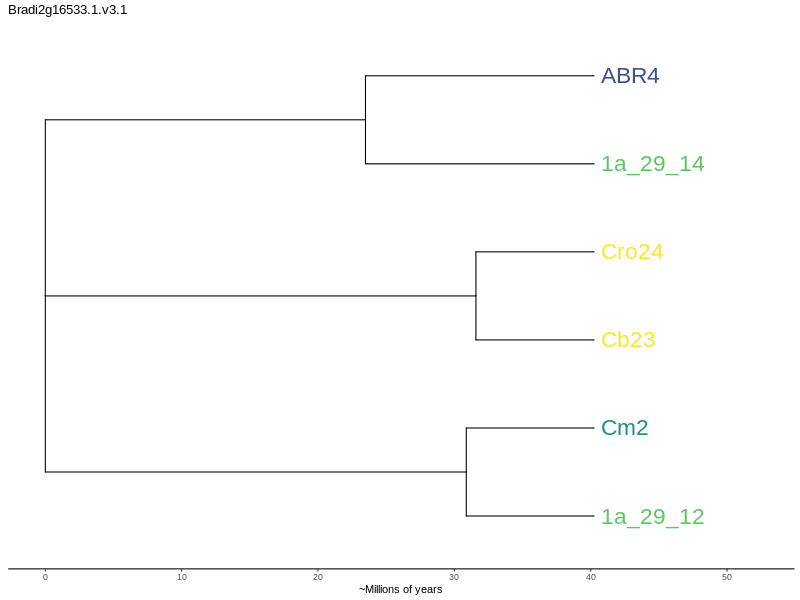 Bradi2g16533.1.v3.1
ABR4
1a_29_14
Cro24
Cb23
Cm2
1a_29_12
0 10 20 30 40 50
~Millions of years